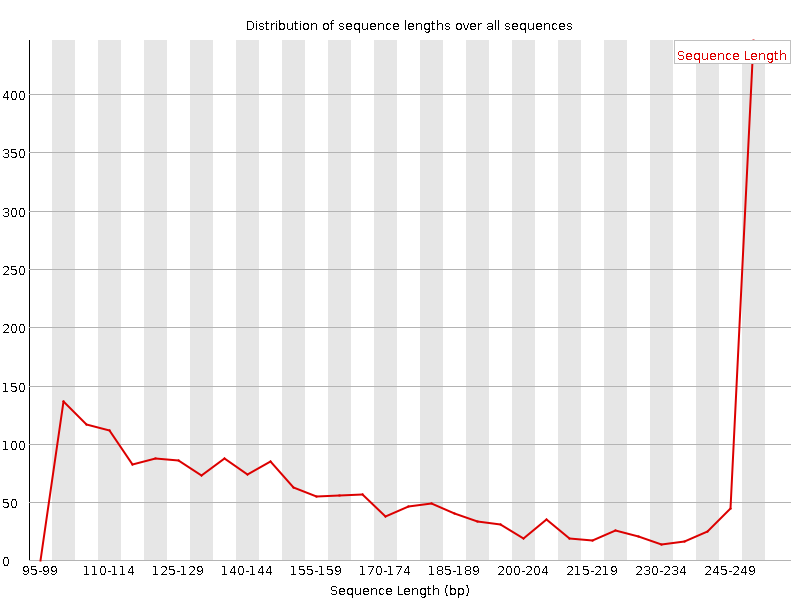 Distribution of sequence lengths over all sequences
Sequence Length
400
350
300
250
200
150
100
50
0
95-99 110-114 125-129 140-144 155-159 170-174 185-189 200-204 215-219 230-234 245-249
Sequence Length (bp)